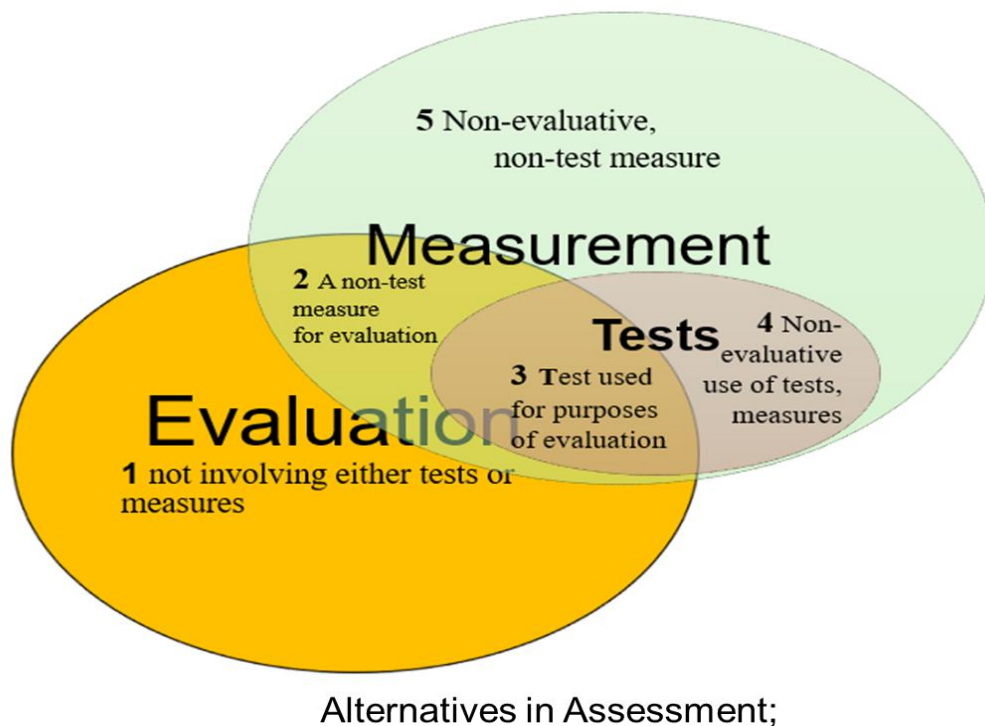 5 Non-evaluative,
non-test measure
Measurement
2 A non-test
measure
for evaluation
Tests
4 Non-
evaluative
use of tests,
measures
3 Test used
for purposes
of evaluation
Evaluation
1 not involving either tests or
measures
Alternatives in Assessment;